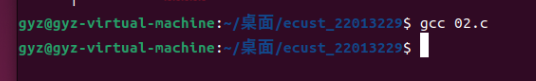 gyz@gyz-virtual-machine:~/桌面/ecust_22013229$ gcc 02.c
gyz@gyz-virtual-machine:~/桌面/ecust_22013229$